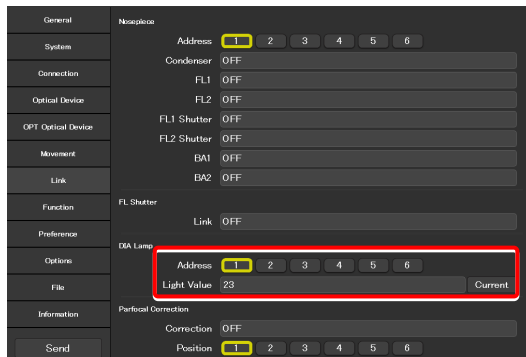 General
System
Connection
Optical Device
OPT Optical Device
Movement
Link
Function
Preference
Options
File
Information
Send
Nosepiece
Address 1 2 3 4 5 6
Condenser OFF
FL1 OFF
FL2 OFF
FL1 Shutter OFF
FL2 Shutter OFF
BA1 OFF
BA2 OFF
FL Shutter
Link OFF
DIA Lamp
Address 1 2 3 4 5 6
Light Value 23 Current
Parfocal Correction
Correction OFF
Position 1 2 3 4 5 6